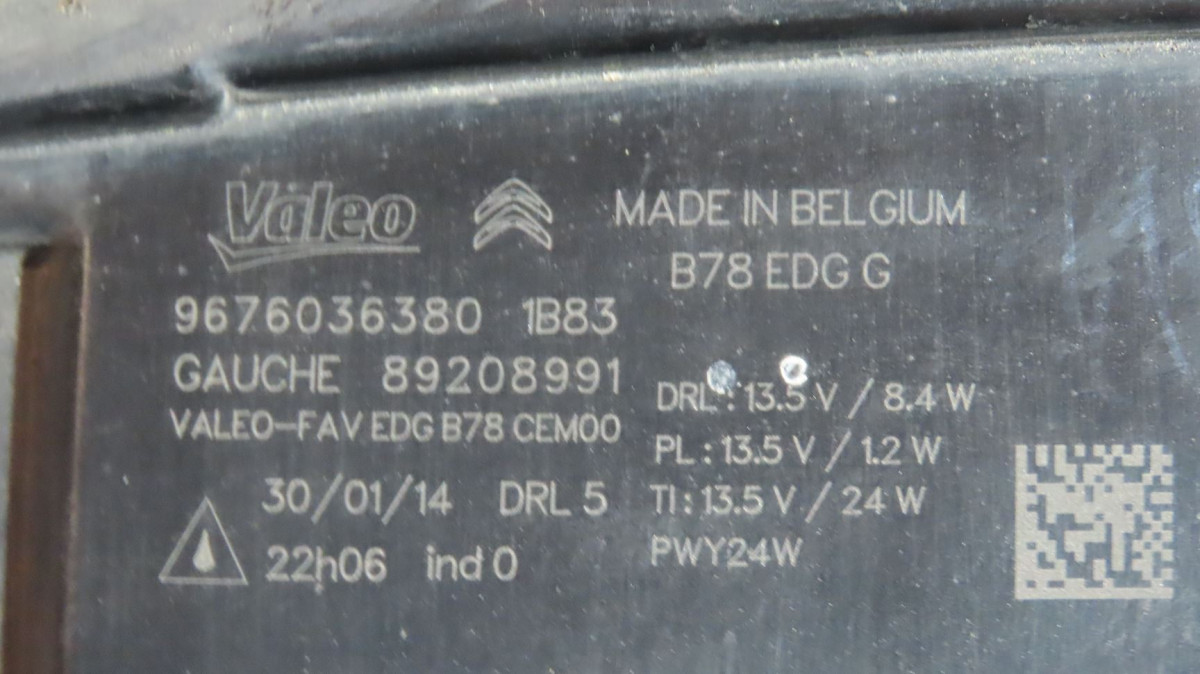 Valeo
MADE IN BELGIUM
B78 EDG G
9676036380 1B83
GAUCHE 89208991
VALEO-FAV EDG B78 CEM00
30/01/14 DRL 5
22h06 ind 0
DRL : 13.5 V / 8.4 W
PL : 13.5 V / 1.2 W
TI : 13.5 V / 24 W
PWY24W